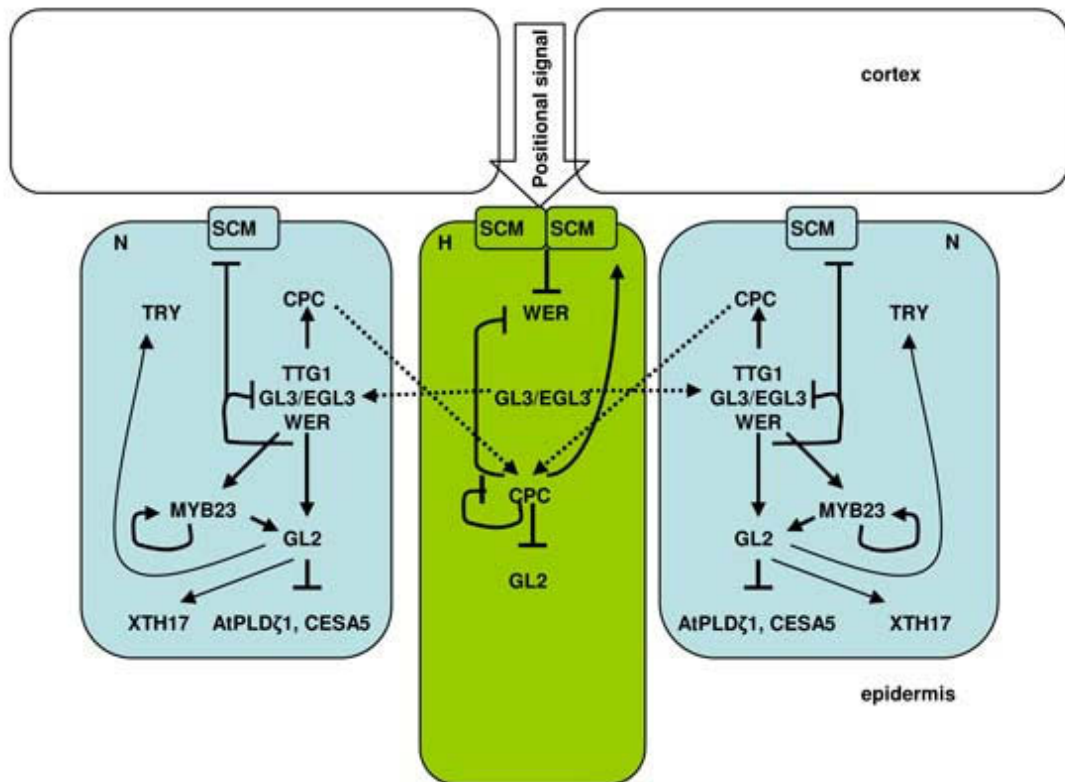 Positional signal
cortex
N
SCM
CPC
TRY
TTG1
GL3/EGL3
WER
MYB23
GL2
XTH17
AtPLDζ1, CESA5
H
SCM
SCM
WER
GL3/EGL3
CPC
GL2
SCM
N
CPC
TRY
TTG1
GL3/EGL3
WER
MYB23
GL2
AtPLDζ1, CESA5
XTH17
epidermis